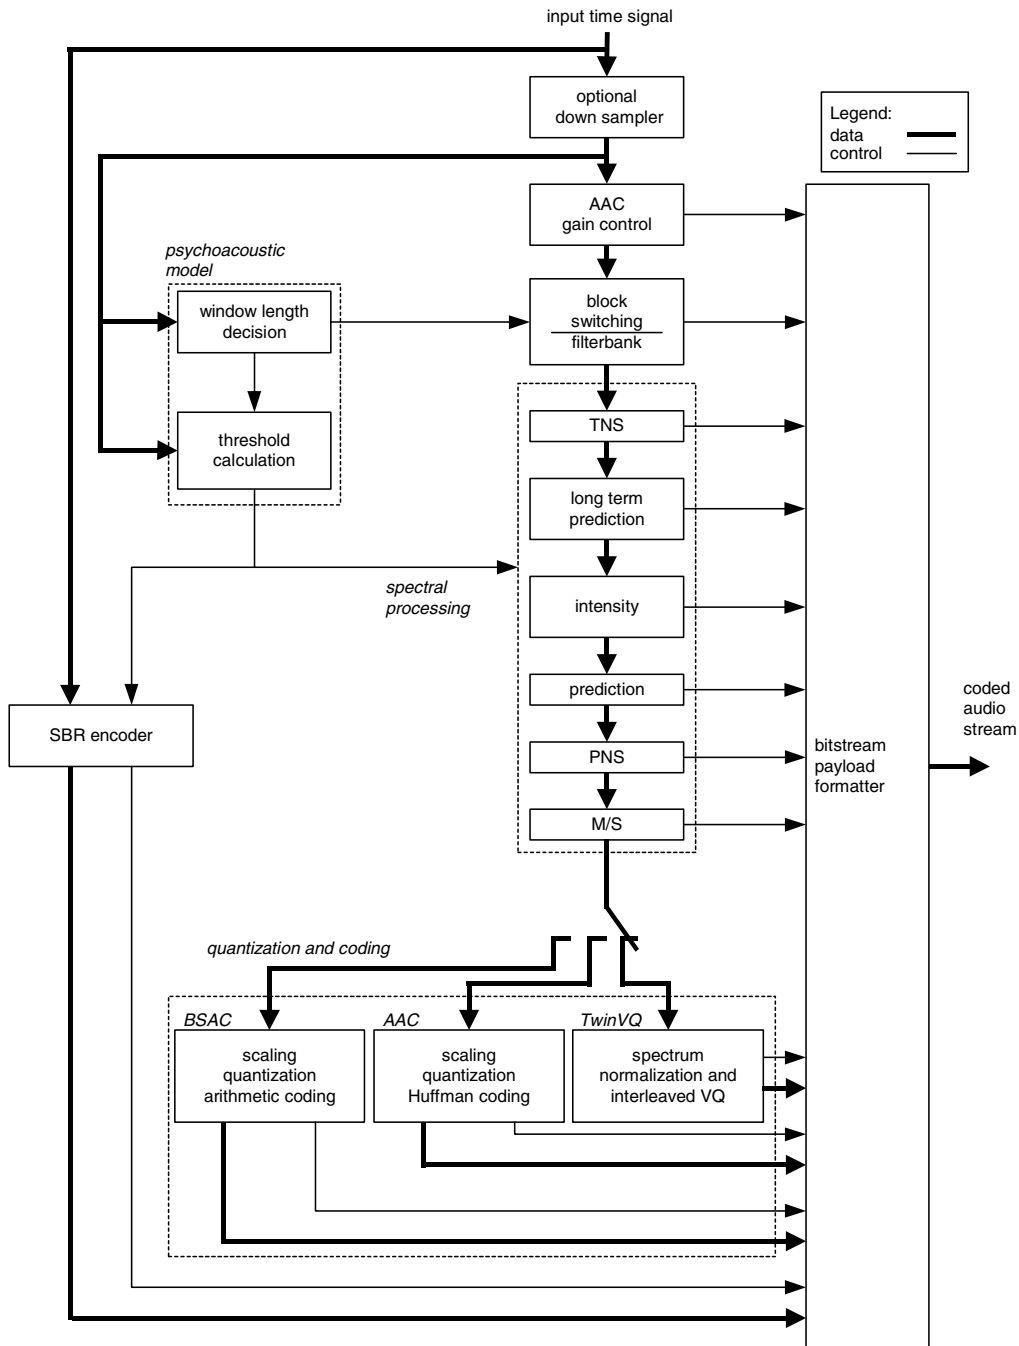 input time signal
optional
down sampler
Legend:
data
control
AAC
gain control
psychoacoustic
model
window length
decision
block
switching
filterbank
threshold
calculation
TNS
long term
prediction
spectral
processing
intensity
prediction
SBR encoder
PNS
M/S
bitstream
payload
formatter
coded
audio
stream
quantization and coding
BSAC
scaling
quantization
arithmetic coding
AAC
scaling
quantization
Huffman coding
TwinVQ
spectrum
normalization and
interleaved VQ